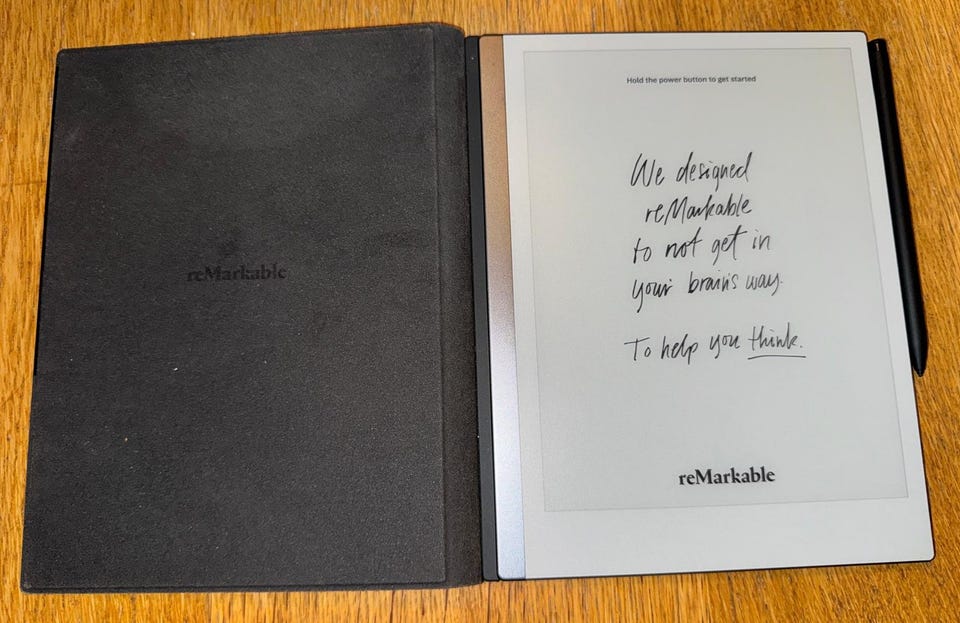 reMarkable
Hold the power button to get started
We designed
reMarkable
to not get in
your brain's way.
To help you think.
reMarkable